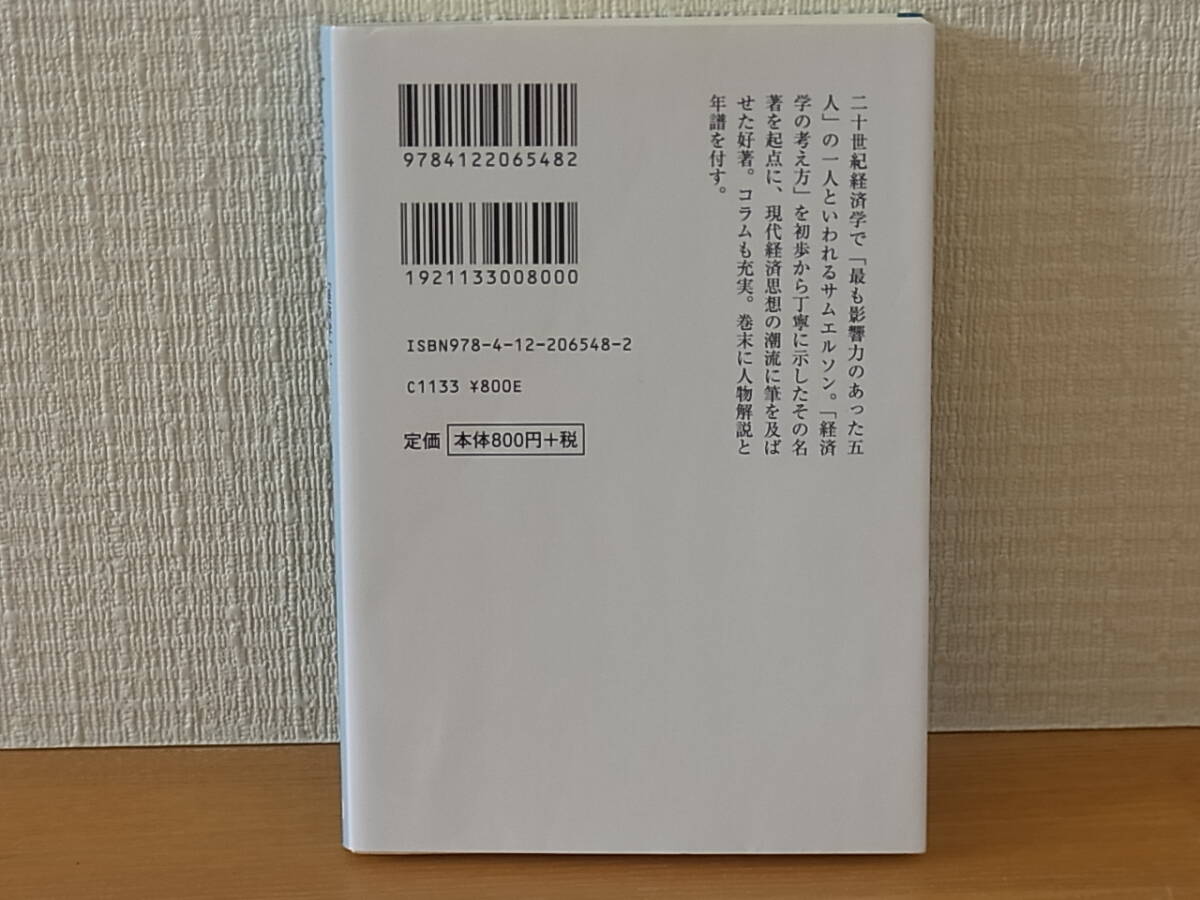 二十世紀経済学で「最も影響力のあった五
人」の一人といわれるサムエルソン。「経済
学の考え方」を初歩から丁寧に示したその名
著を起点に、現代経済思想の潮流に筆を及ば
せた好著。コラムも充実。巻末に人物解説と
年譜を付す。
9784122065482
1921133008000
ISBN978-4-12-206548-2
C1133 ¥800E
定価 本体800円+税